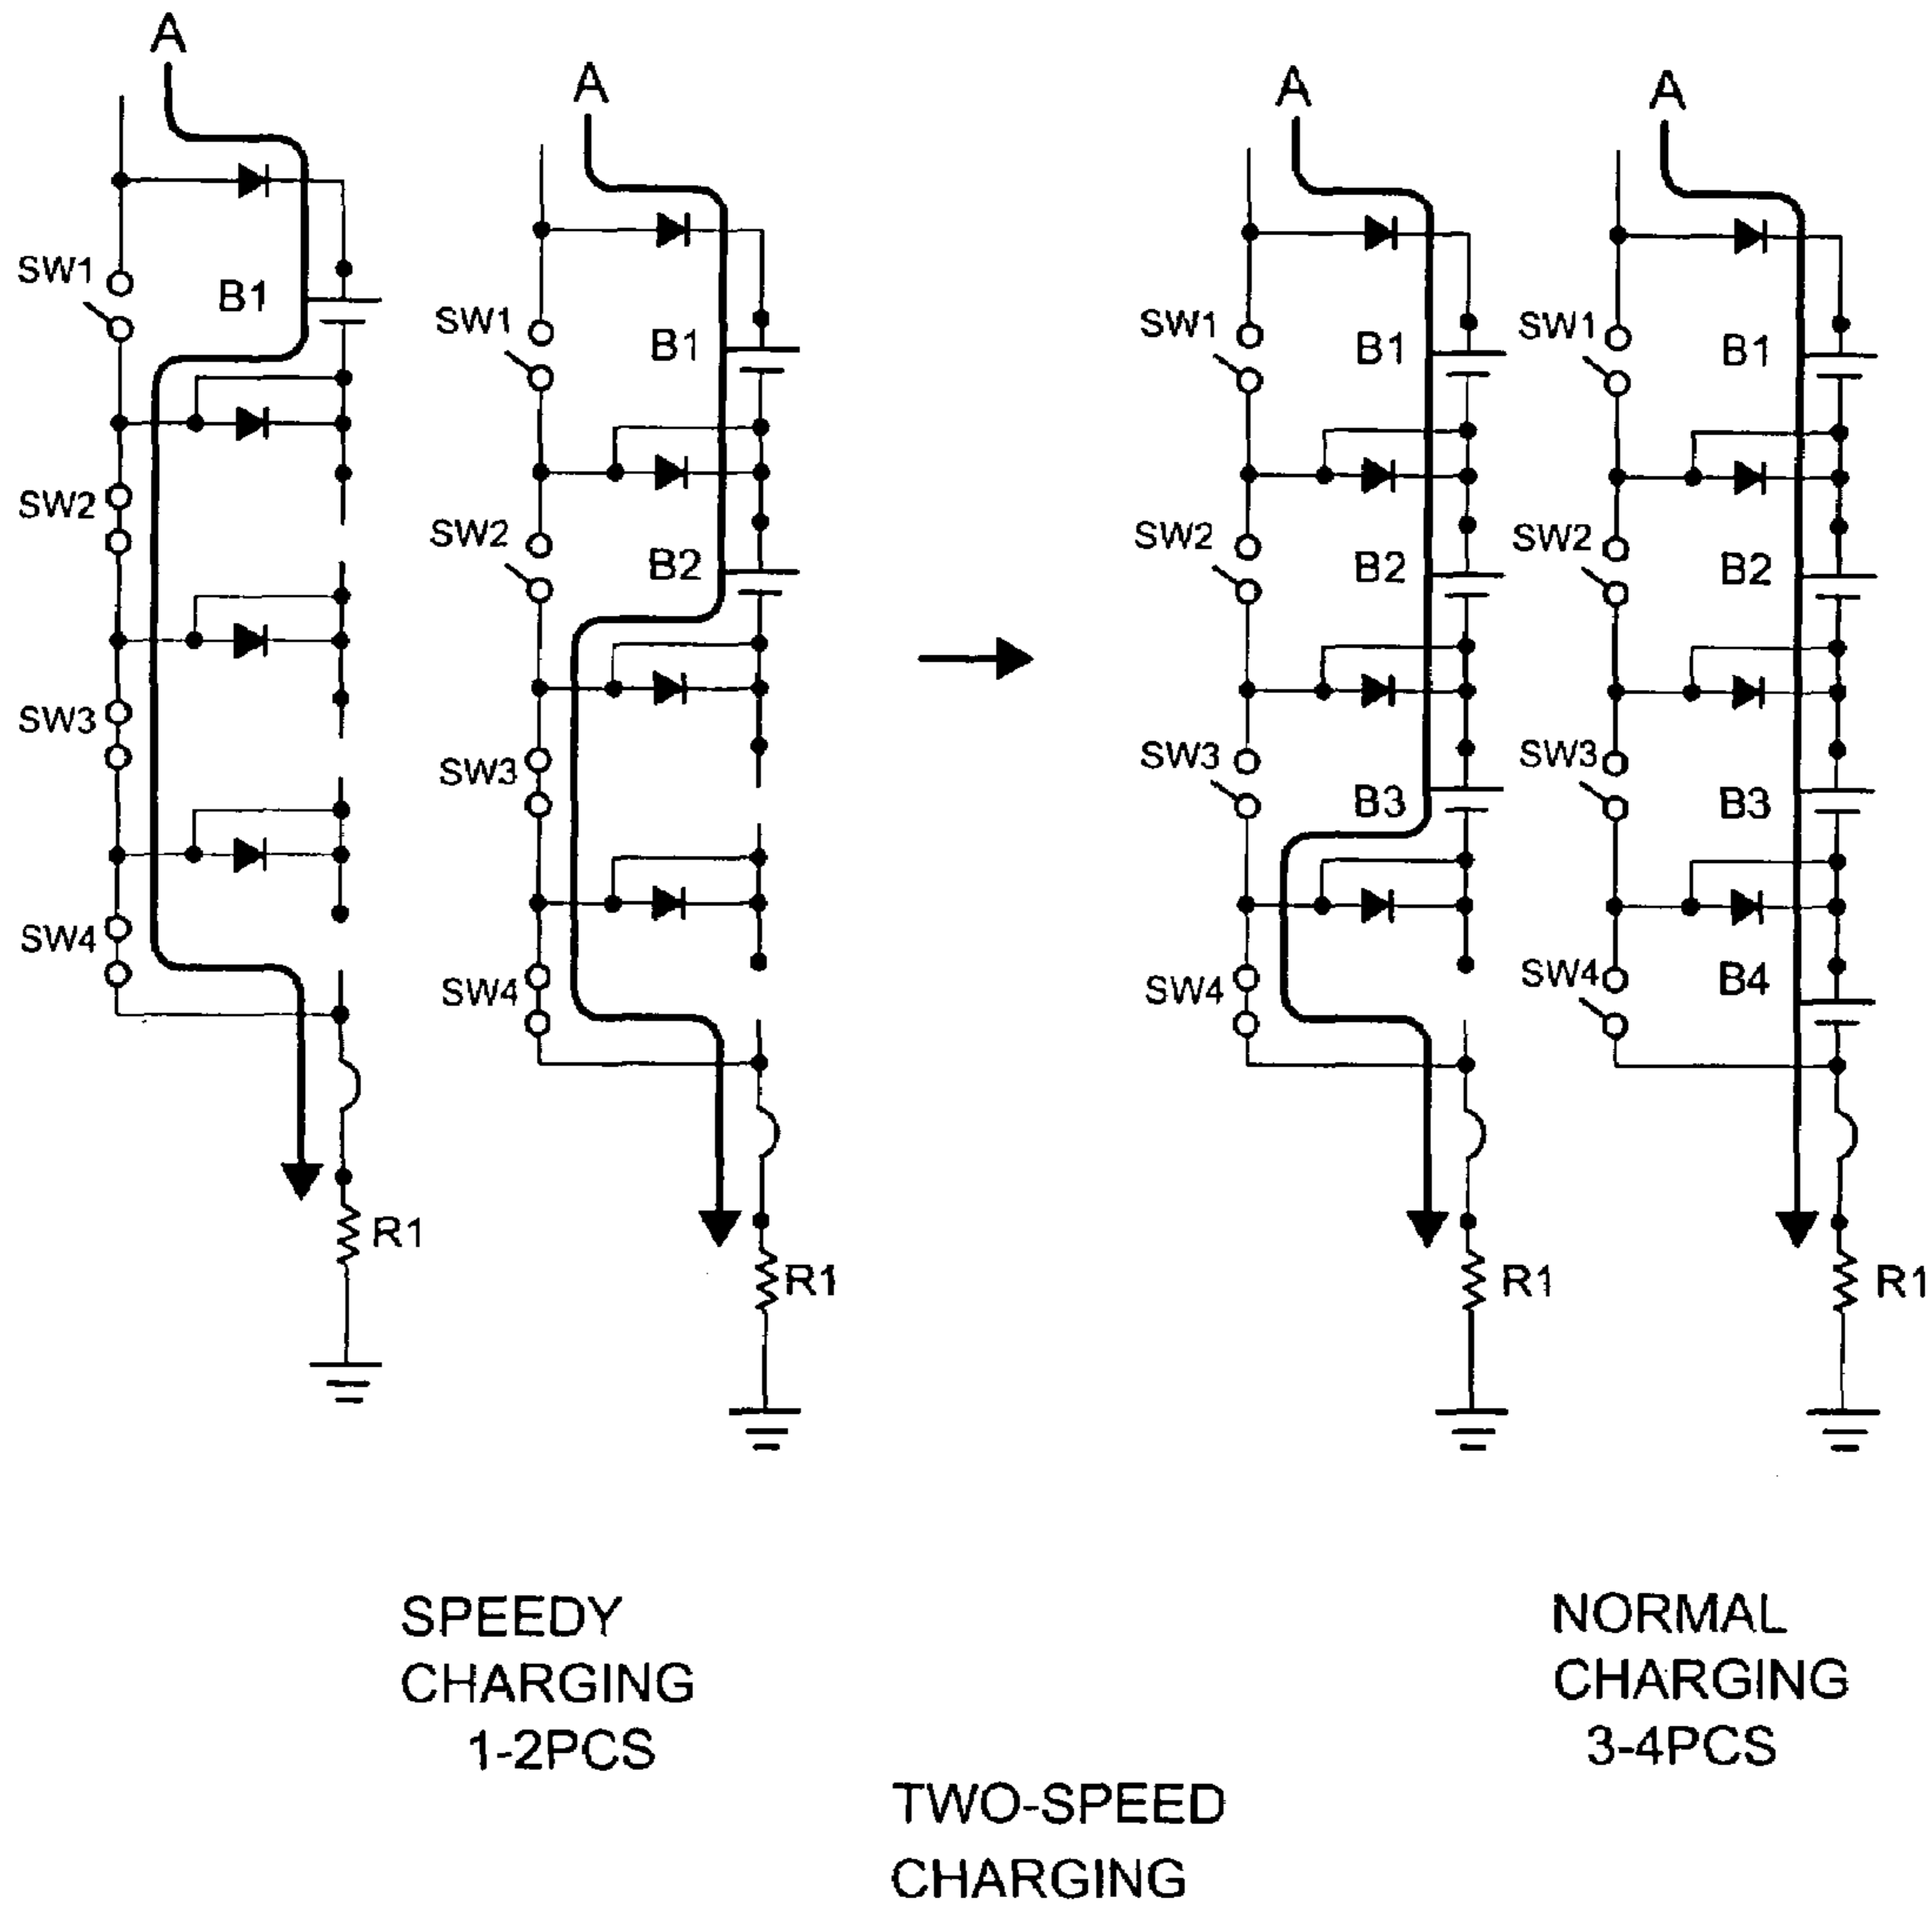 A
SW1
B1
SW2
SW3
SW4
R1
A
SW1
B1
SW2
B2
SW3
SW4
R1
A
SW1
B1
SW2
B2
SW3
B3
SW4
R1
A
SW1
B1
SW2
B2
SW3
B3
SW4
B4
R1
SPEEDY
CHARGING
1-2PCS
NORMAL
CHARGING
3-4PCS
TWO-SPEED
CHARGING